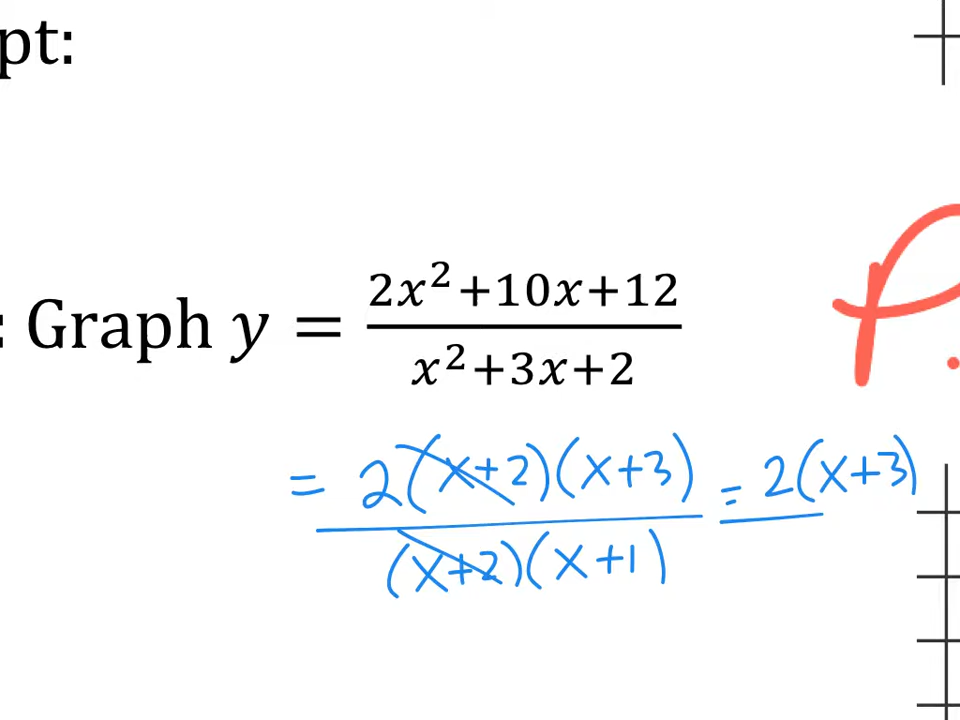 pt:
: Graph y = 2x²+10x+12 / x²+3x+2
= 2(x+2)(x+3) / (x+2)(x+1) = 2(x+3)